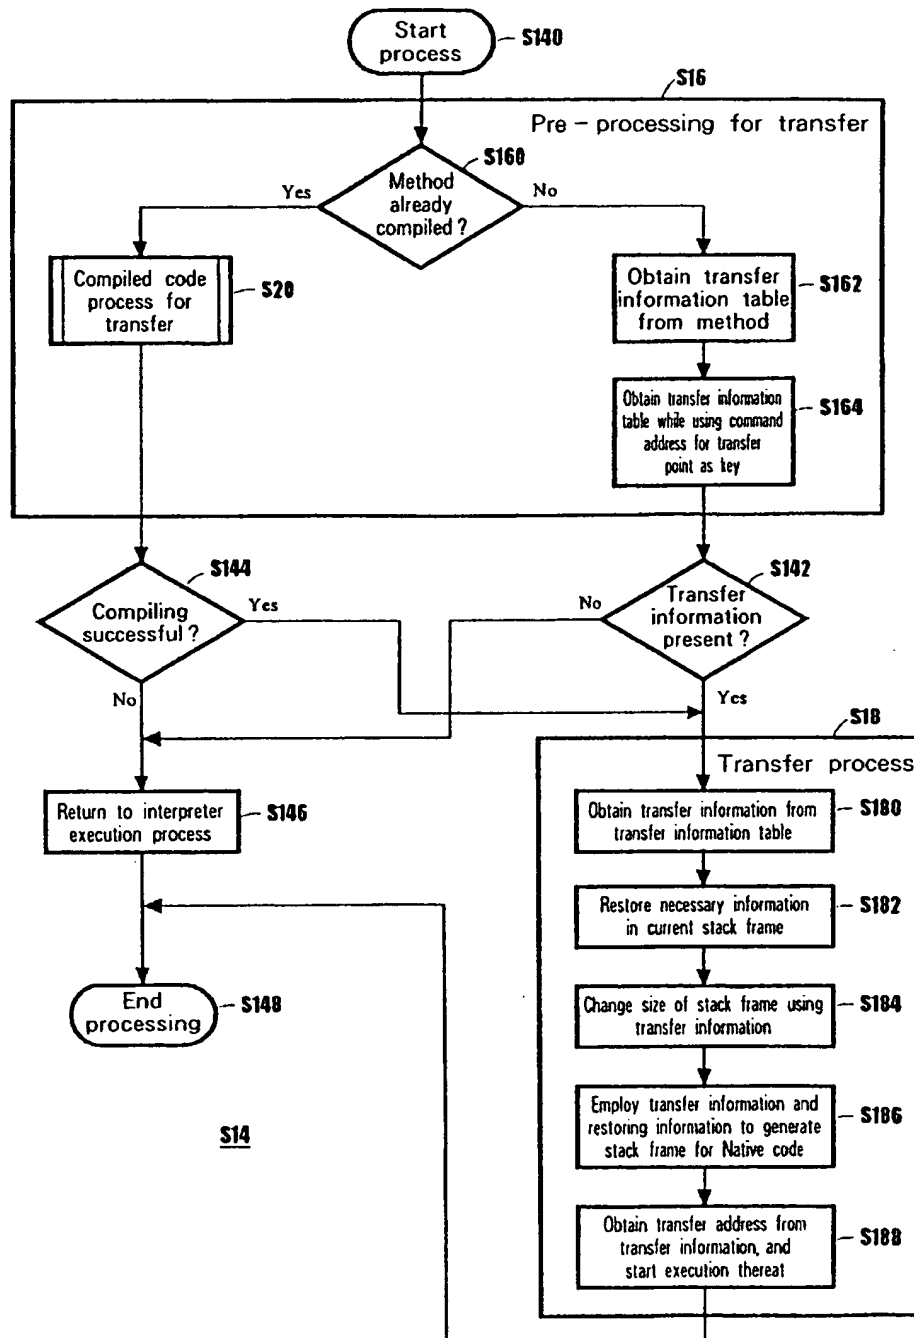 Start
process
S140
S16
Pre-processing for transfer
S160
Method
already
compiled?
Yes
No
Compiled code
process for
transfer
S20
Obtain transfer
information table
from method
S162
Obtain transfer information
table while using command
address for transfer
point as key
S164
S144
Compiling
successful?
Yes
No
S142
Transfer
information
present?
No
Yes
S18
Transfer process
Return to interpreter
execution process
S146
Obtain transfer information from
transfer information table
S180
Restore necessary information
in current stack frame
S182
End
processing
S148
Change size of stack frame using
transfer information
S184
Employ transfer information and
restoring information to generate
stack frame for Native code
S186
S14
Obtain transfer address from
transfer information, and
start execution thereat
S188